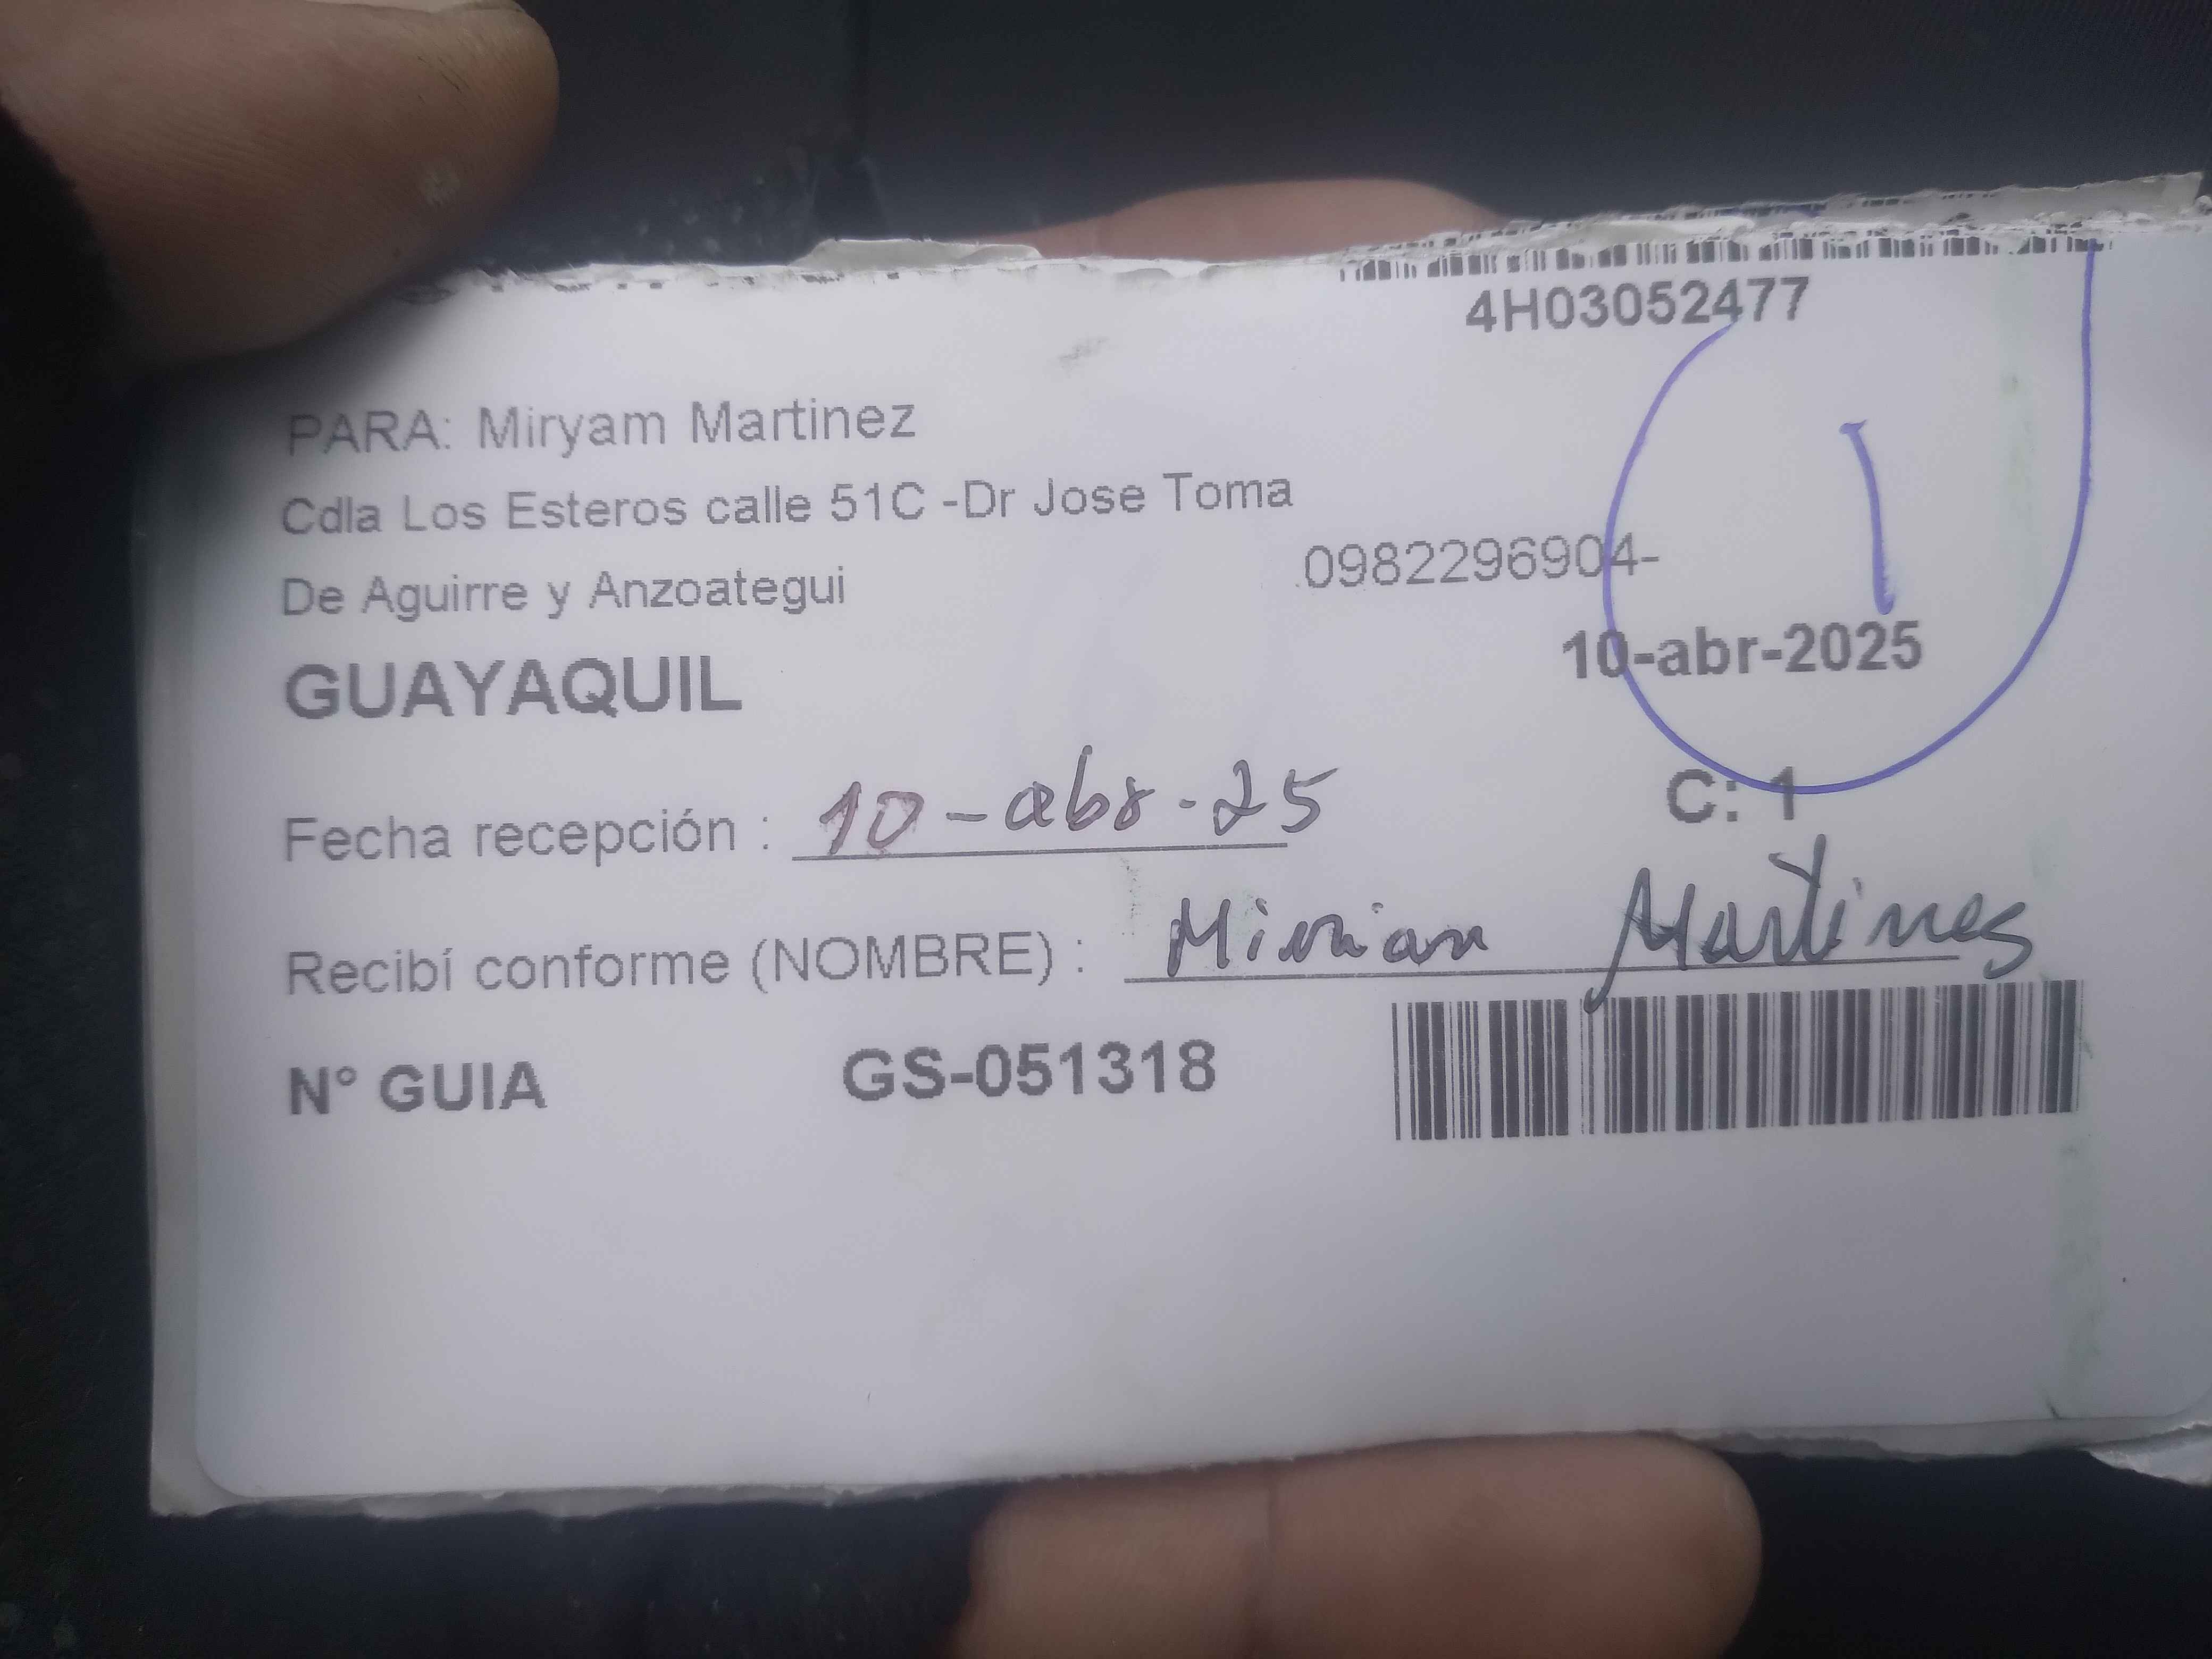 4H03052477
PARA: Miryam Martinez
Cdla Los Esteros calle 51C -Dr Jose Toma
0982296904-
De Aguirre y Anzoategui
1
10-abr-2025
GUAYAQUIL
C: 1
Fecha recepción : 10-abr-25
Recibí conforme (NOMBRE) : Mirian Martines
N° GUIA GS-051318